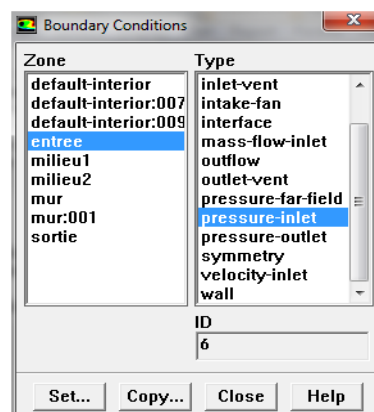 Boundary Conditions
Zone
default-interior
default-interior:007
default-interior:009
entree
milieu1
milieu2
mur
mur:001
sortie
Type
inlet-vent
intake-fan
interface
mass-flow-inlet
outflow
outlet-vent
pressure-far-field
pressure-inlet
pressure-outlet
symmetry
velocity-inlet
wall
ID
6
Set... Copy... Close Help